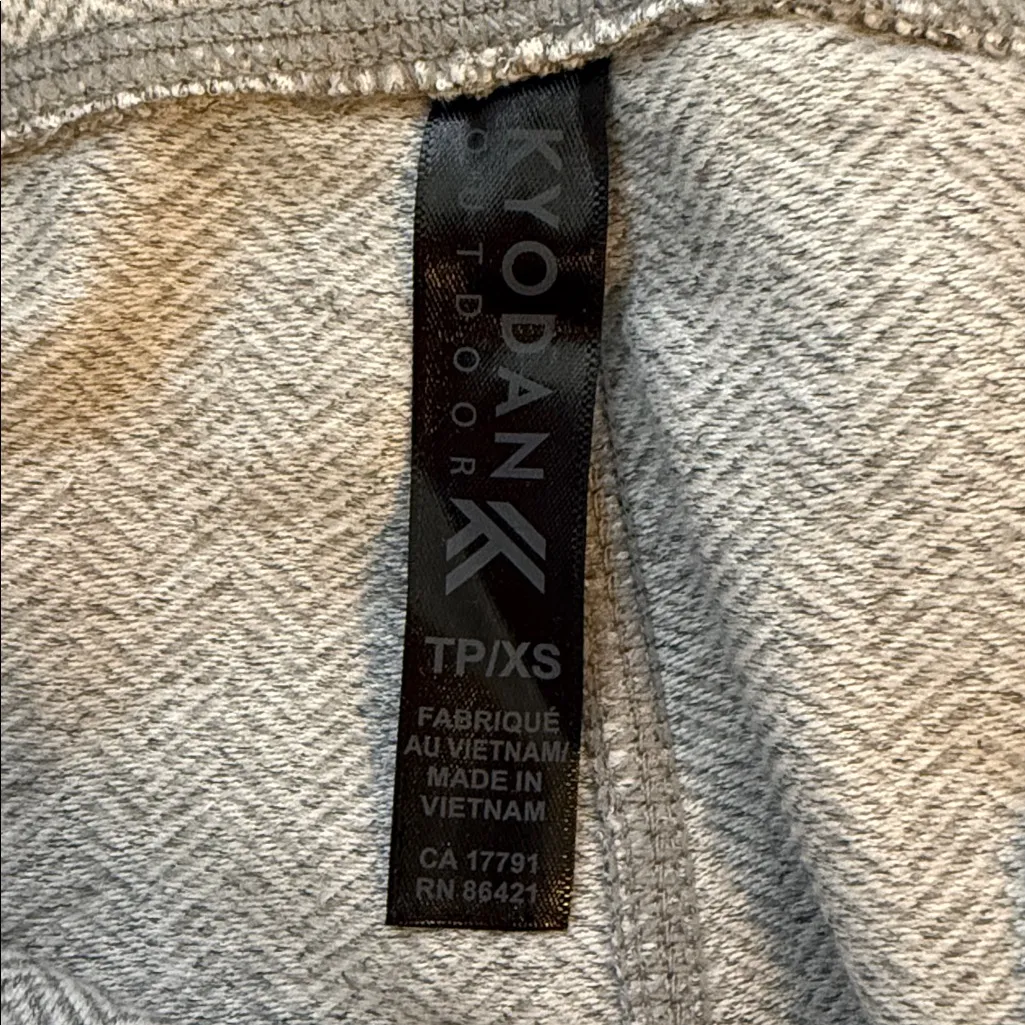 KYODAN
OUTDOOR
TP/XS
FABRIQUÉ
AU VIETNAM/
MADE IN
VIETNAM
CA 17791
RN 86421